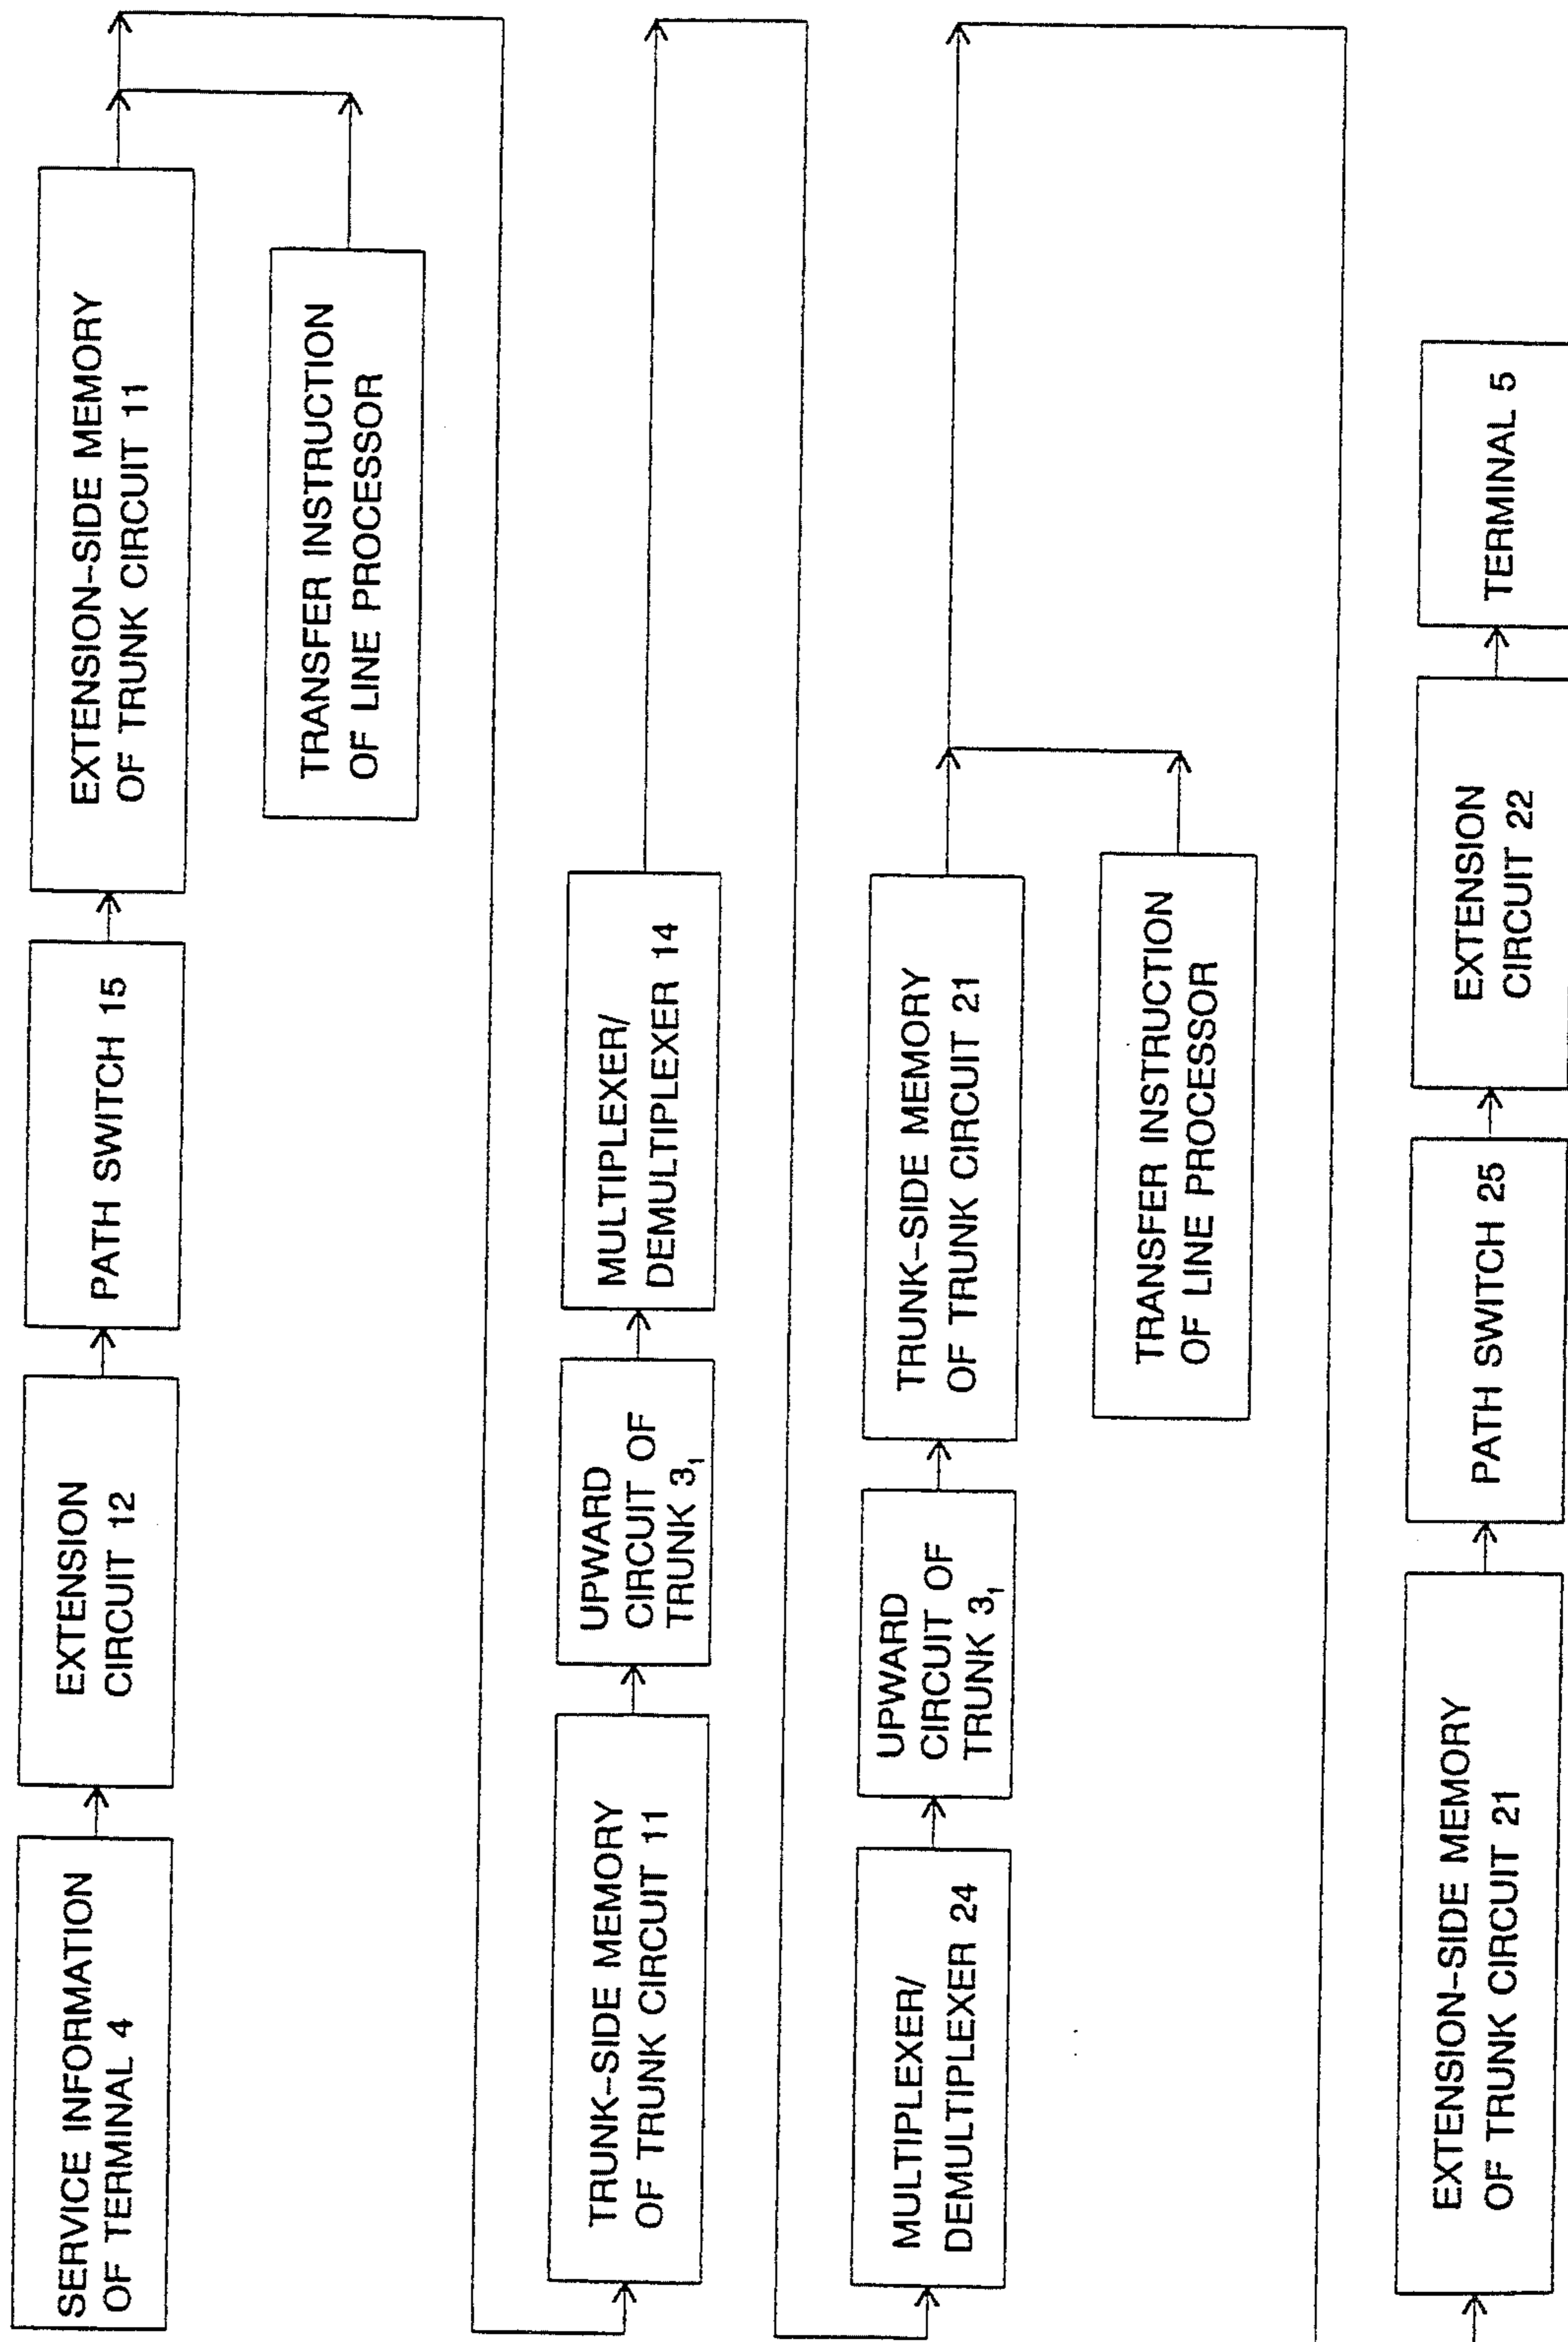 SERVICE INFORMATION
OF TERMINAL 4
EXTENSION
CIRCUIT 12
PATH SWITCH 15
EXTENSION-SIDE MEMORY
OF TRUNK CIRCUIT 11
TRANSFER INSTRUCTION
OF LINE PROCESSOR
TRUNK-SIDE MEMORY
OF TRUNK CIRCUIT 11
UPWARD
CIRCUIT OF
TRUNK 3₁
MULTIPLEXER/
DEMULTIPLEXER 14
MULTIPLEXER/
DEMULTIPLEXER 24
UPWARD
CIRCUIT OF
TRUNK 3₁
TRUNK-SIDE MEMORY
OF TRUNK CIRCUIT 21
TRANSFER INSTRUCTION
OF LINE PROCESSOR
EXTENSION-SIDE MEMORY
OF TRUNK CIRCUIT 21
PATH SWITCH 25
EXTENSION
CIRCUIT 22
TERMINAL 5